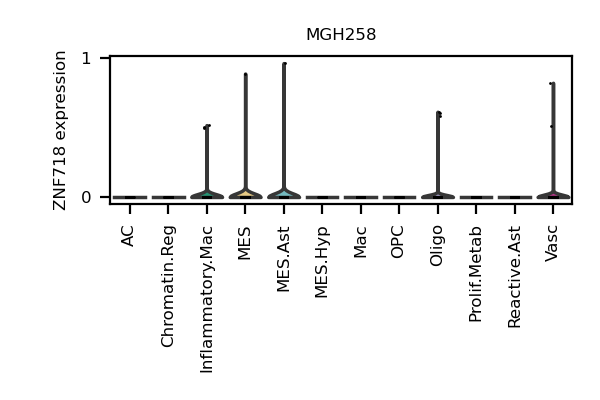 MGH258
ZNF718 expression
1
0
AC
Chromatin.Reg
Inflammatory.Mac
MES
MES.Ast
MES.Hyp
Mac
OPC
Oligo
Prolif.Metab
Reactive.Ast
Vasc